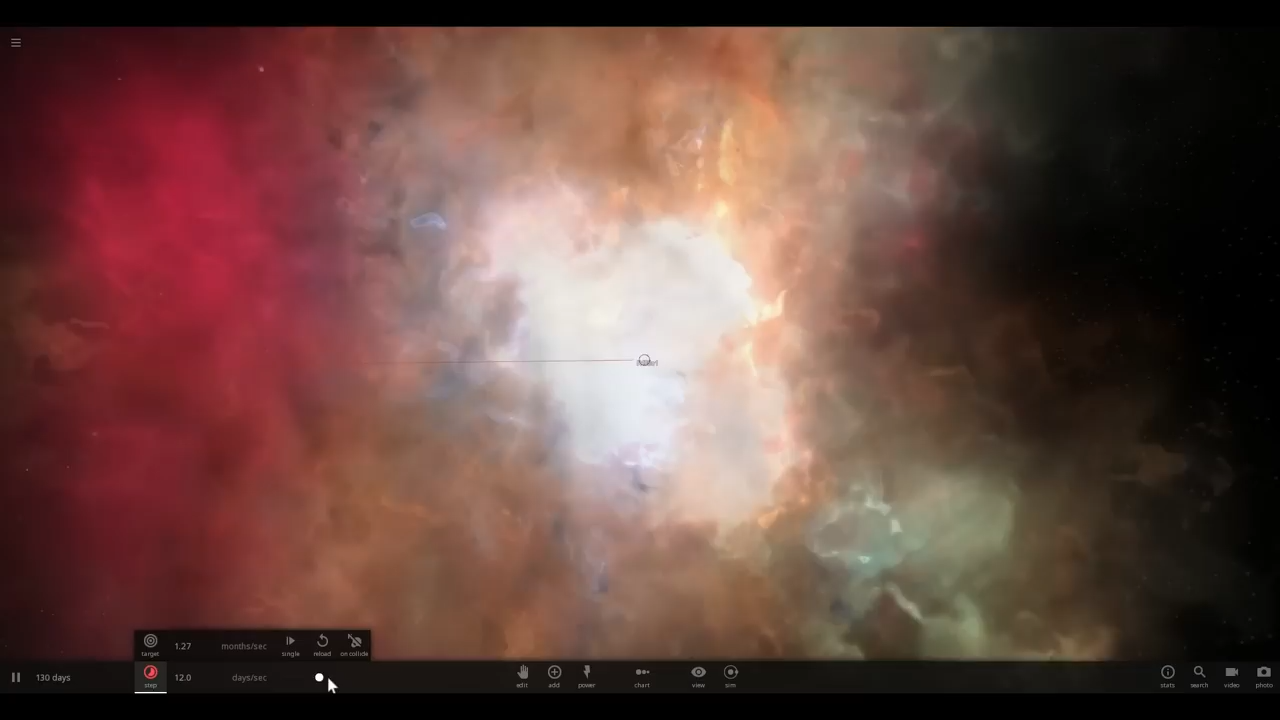 target 1.27 months/sec single reload on collide
130 days step 12.0 days/sec edit add power chart view sim stats search video photo